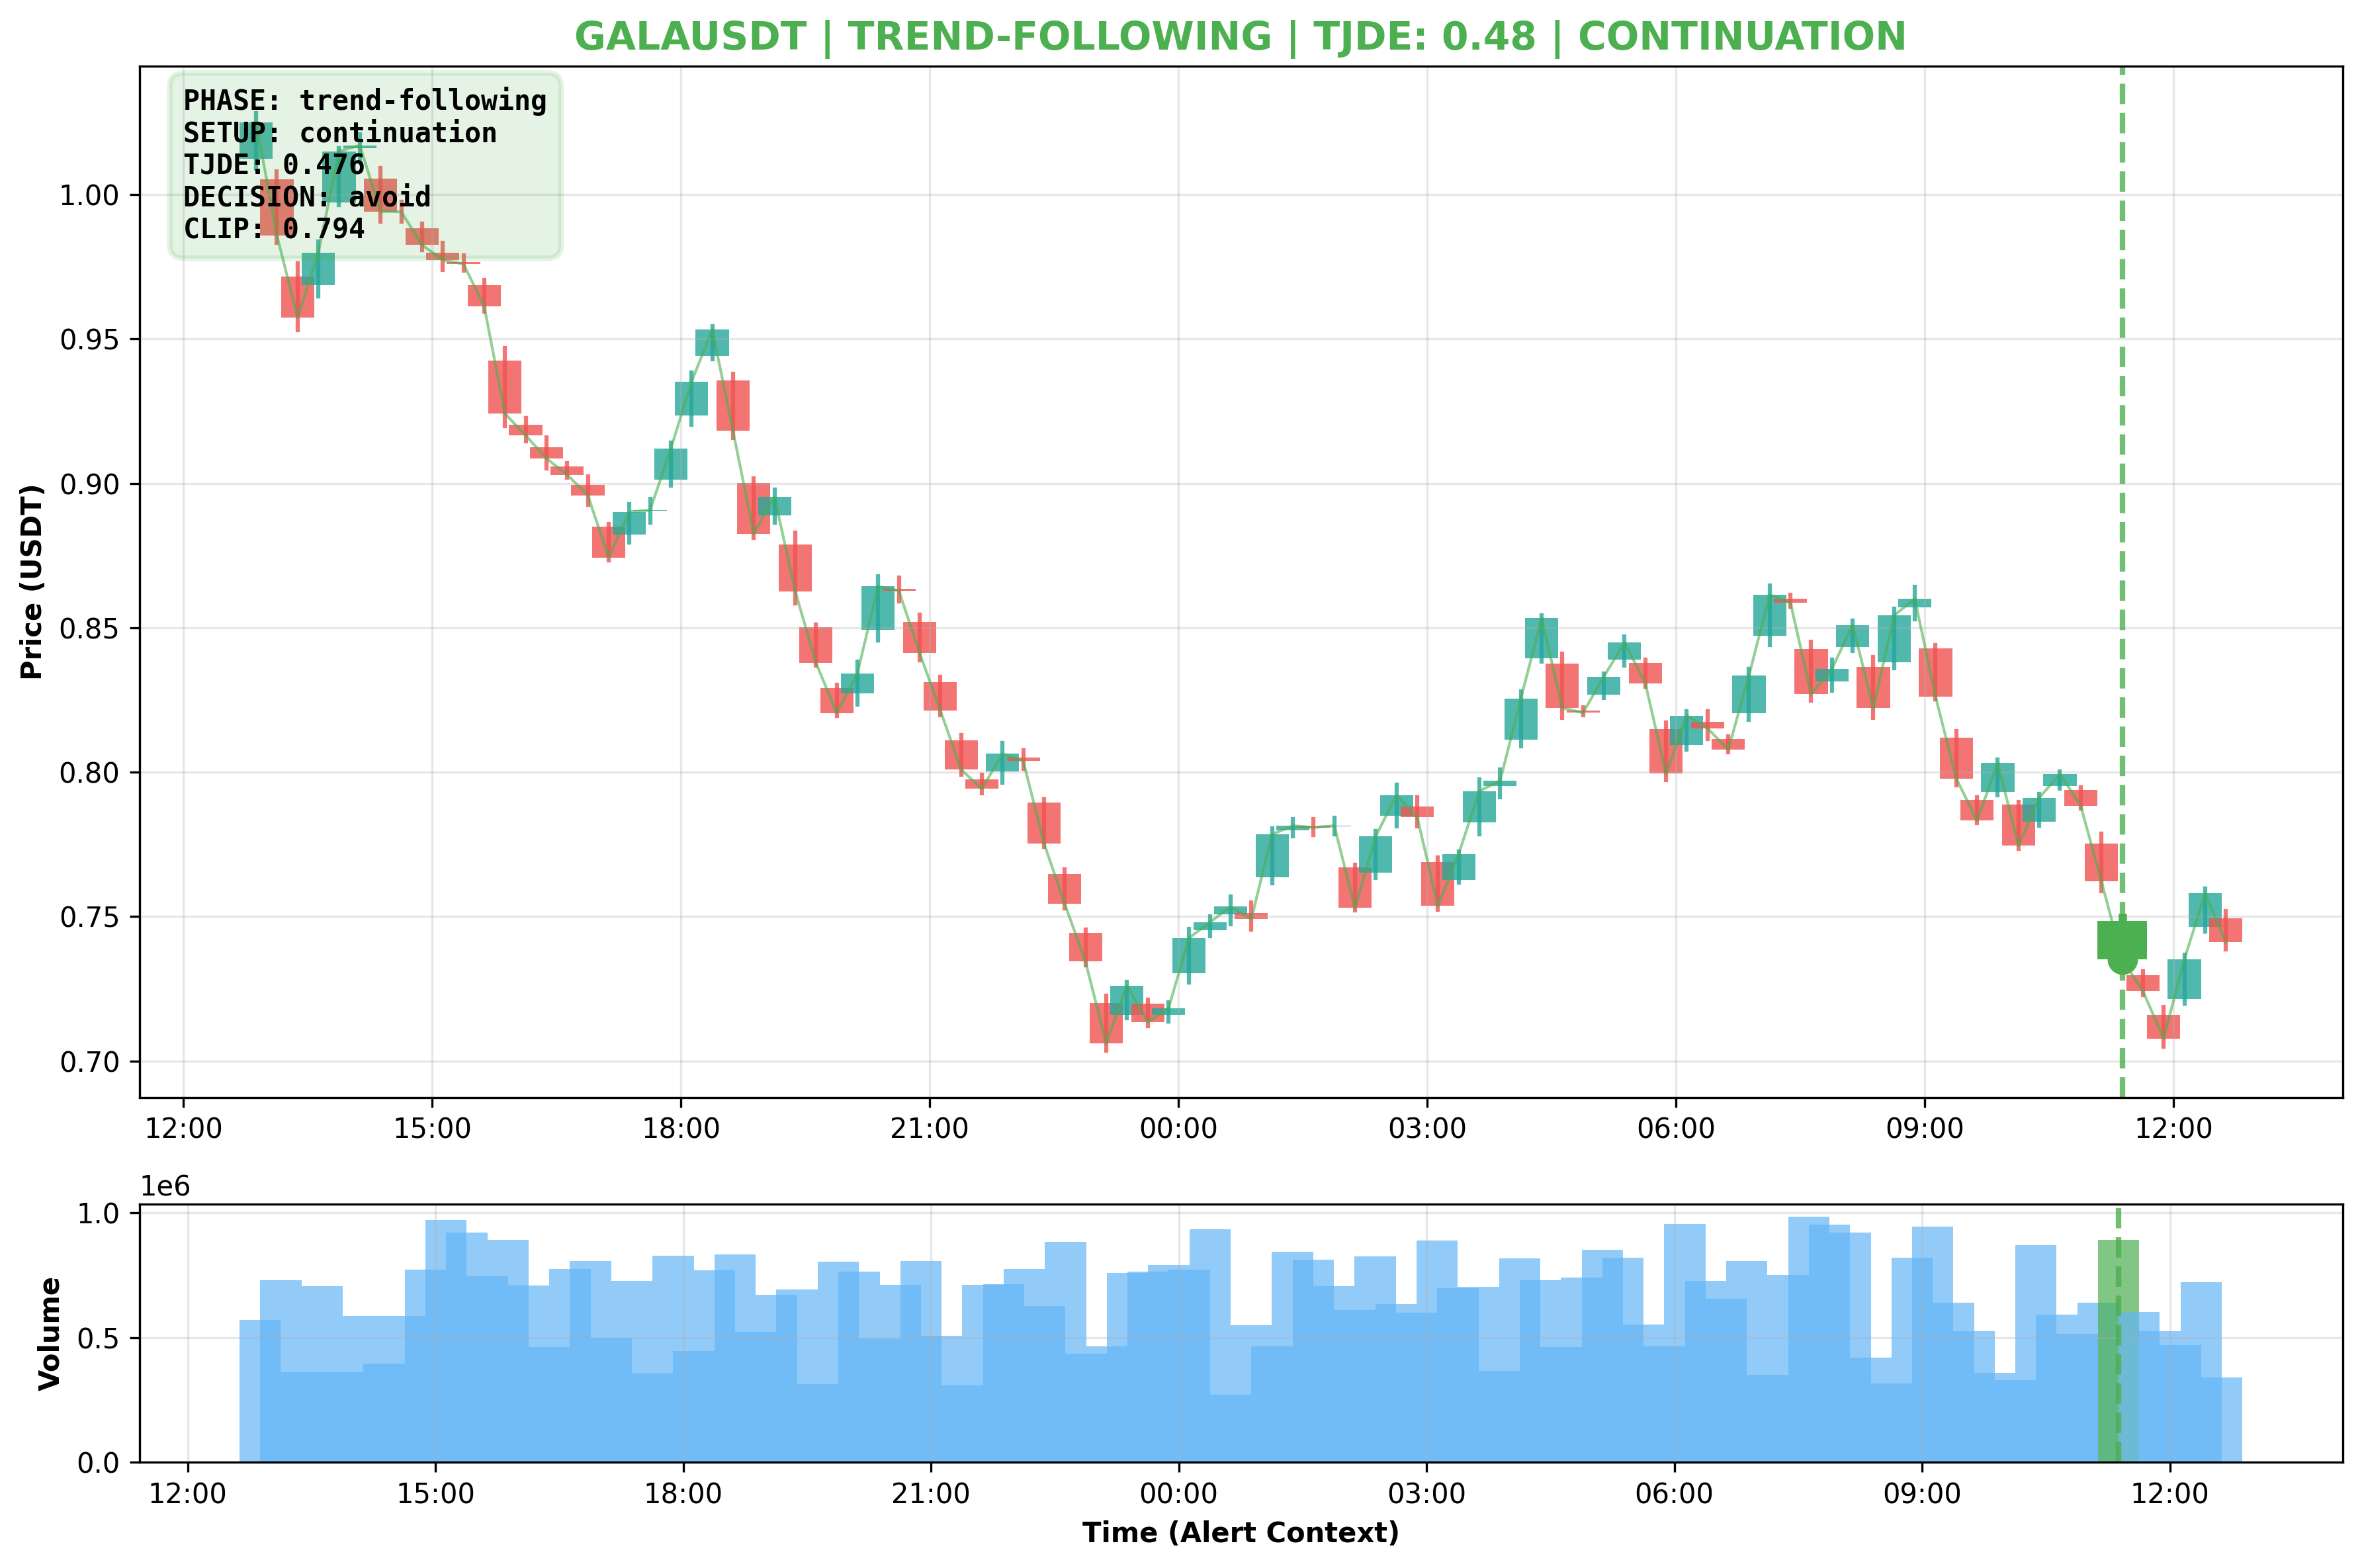 GALAUSDT | TREND-FOLLOWING | TJDE: 0.48 | CONTINUATION
PHASE: trend-following
SETUP: continuation
TJDE: 0.476
DECISION: avoid
CLIP: 0.794
Price (USDT)
1.00
0.95
0.90
0.85
0.80
0.75
0.70
12:00 15:00 18:00 21:00 00:00 03:00 06:00 09:00 12:00
1e6
Volume
1.0
0.5
0.0
12:00 15:00 18:00 21:00 00:00 03:00 06:00 09:00 12:00
Time (Alert Context)